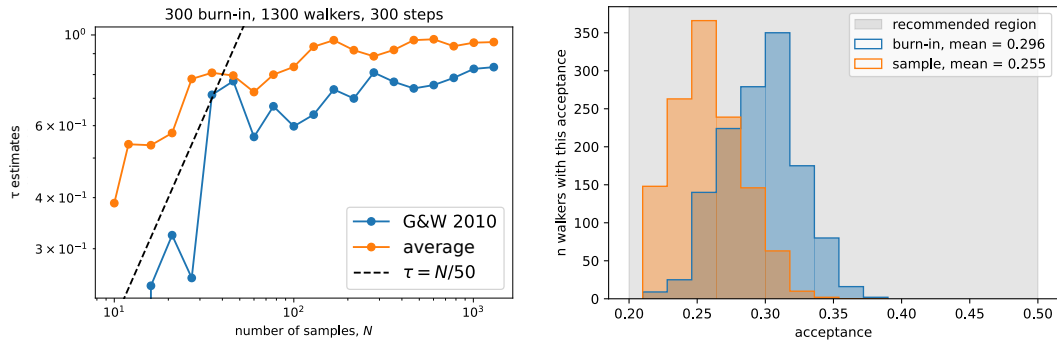 300 burn-in, 1300 walkers, 300 steps
10⁰
6 × 10⁻¹
4 × 10⁻¹
3 × 10⁻¹
τ estimates
G&W 2010
average
τ = N/50
10¹
10²
10³
number of samples, N
350
300
250
200
150
100
50
0
n walkers with this acceptance
recommended region
burn-in, mean = 0.296
sample, mean = 0.255
0.20
0.25
0.30
0.35
0.40
0.45
0.50
acceptance